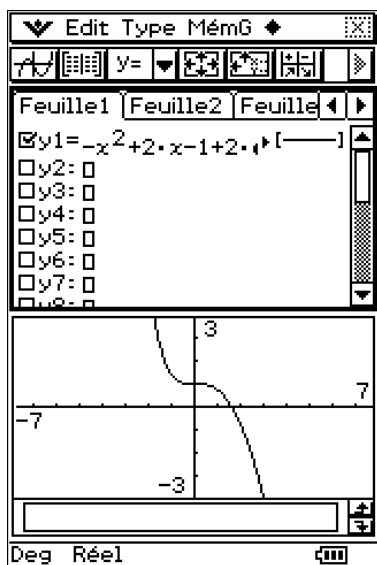 Edit Type MémG ◆
y=
Feuille1 Feuille2 Feuille
y1=-x²+2·x-1+2·
y2:
y3:
y4:
y5:
y6:
y7:
y8:
3
7
-7
-3
Deg Réel